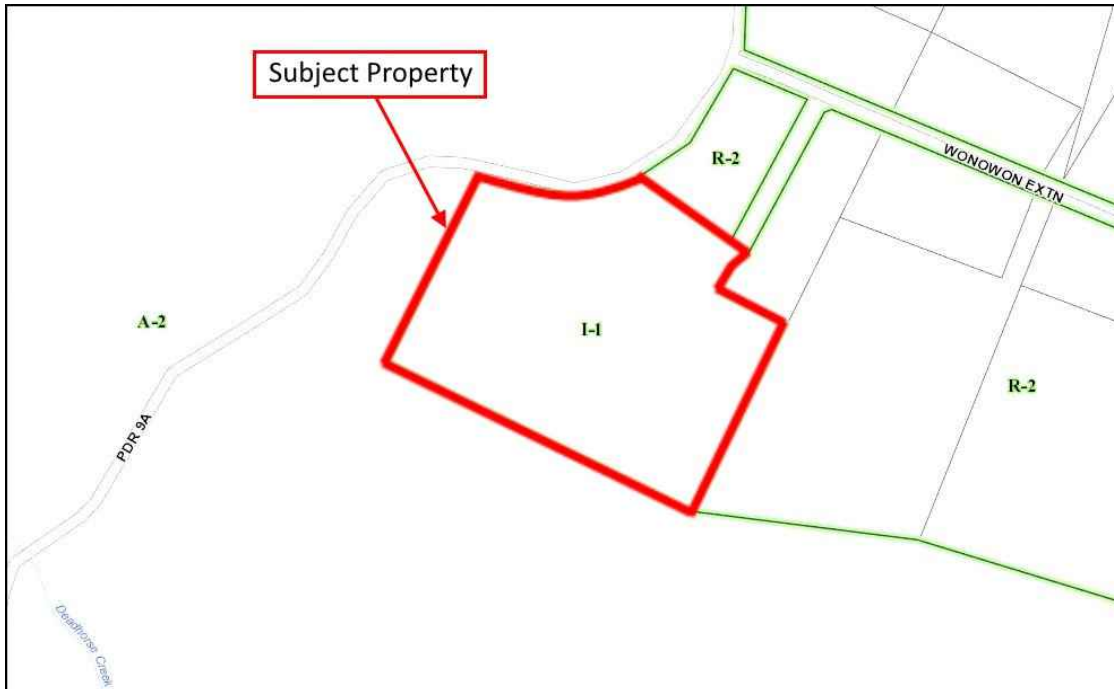 Subject Property
R-2
WONOWON EXTN
A-2
I-1
R-2
PDR 9A
Deadhorse Creek